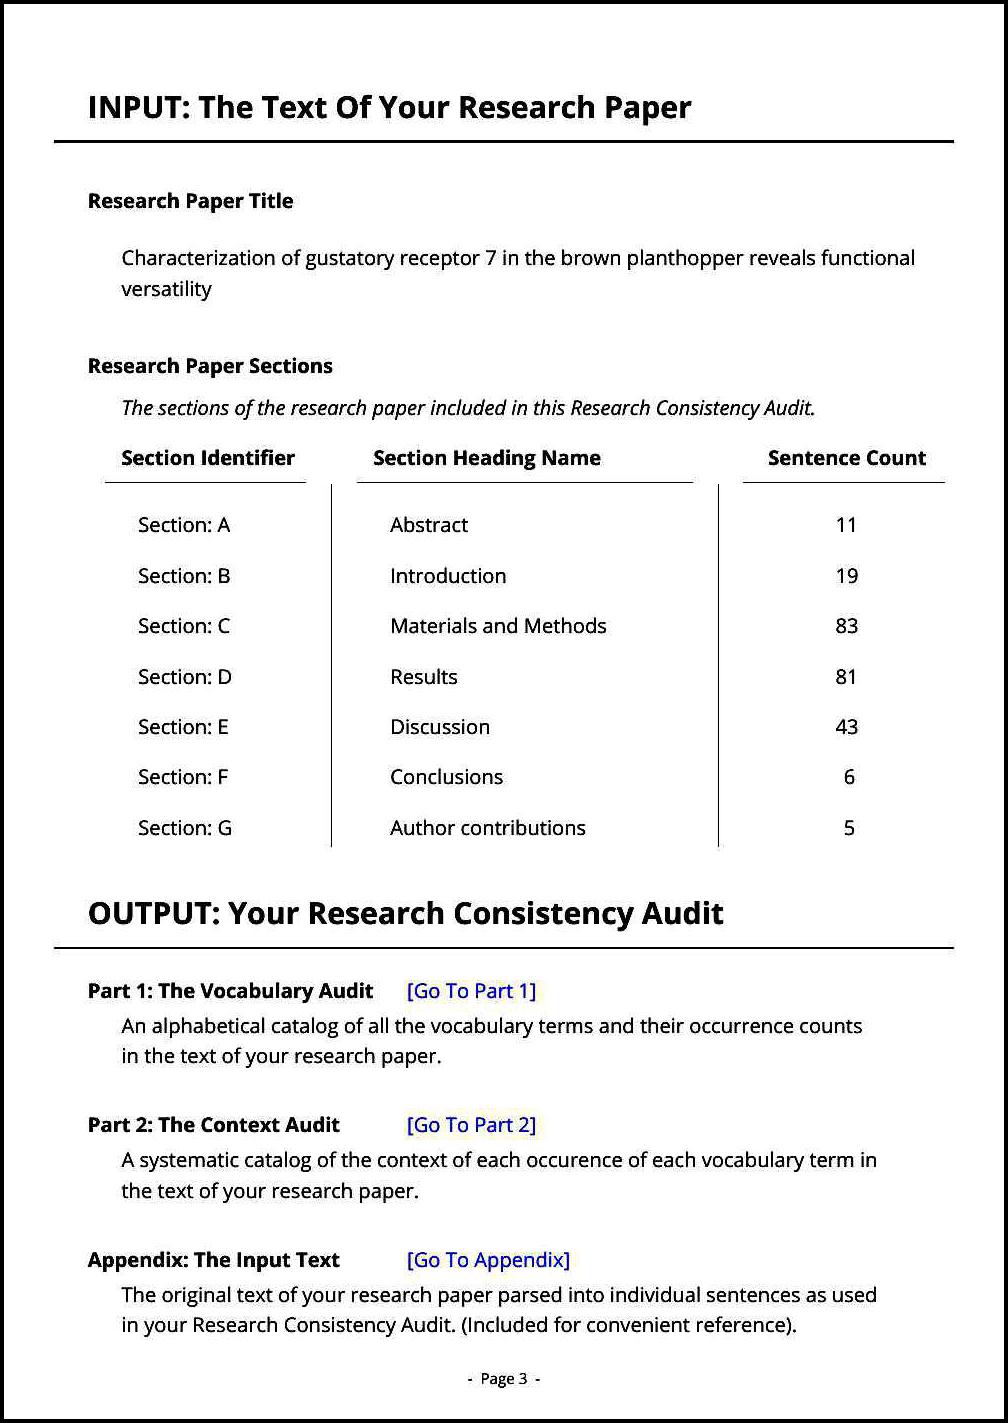 INPUT: The Text Of Your Research Paper
Research Paper Title
Characterization of gustatory receptor 7 in the brown planthopper reveals functional
versatility
Research Paper Sections
The sections of the research paper included in this Research Consistency Audit.
Section Identifier Section Heading Name Sentence Count
Section: A Abstract 11
Section: B Introduction 19
Section: C Materials and Methods 83
Section: D Results 81
Section: E Discussion 43
Section: F Conclusions 6
Section: G Author contributions 5
OUTPUT: Your Research Consistency Audit
Part 1: The Vocabulary Audit [Go To Part 1]
An alphabetical catalog of all the vocabulary terms and their occurrence counts
in the text of your research paper.
Part 2: The Context Audit [Go To Part 2]
A systematic catalog of the context of each occurence of each vocabulary term in
the text of your research paper.
Appendix: The Input Text [Go To Appendix]
The original text of your research paper parsed into individual sentences as used
in your Research Consistency Audit. (Included for convenient reference).
- Page 3 -